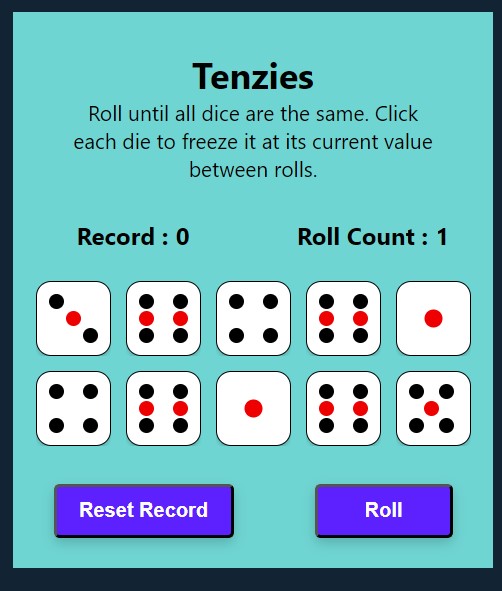 Tenzies
Roll until all dice are the same. Click
each die to freeze it at its current value
between rolls.
Record : 0
Roll Count : 1
Reset Record
Roll